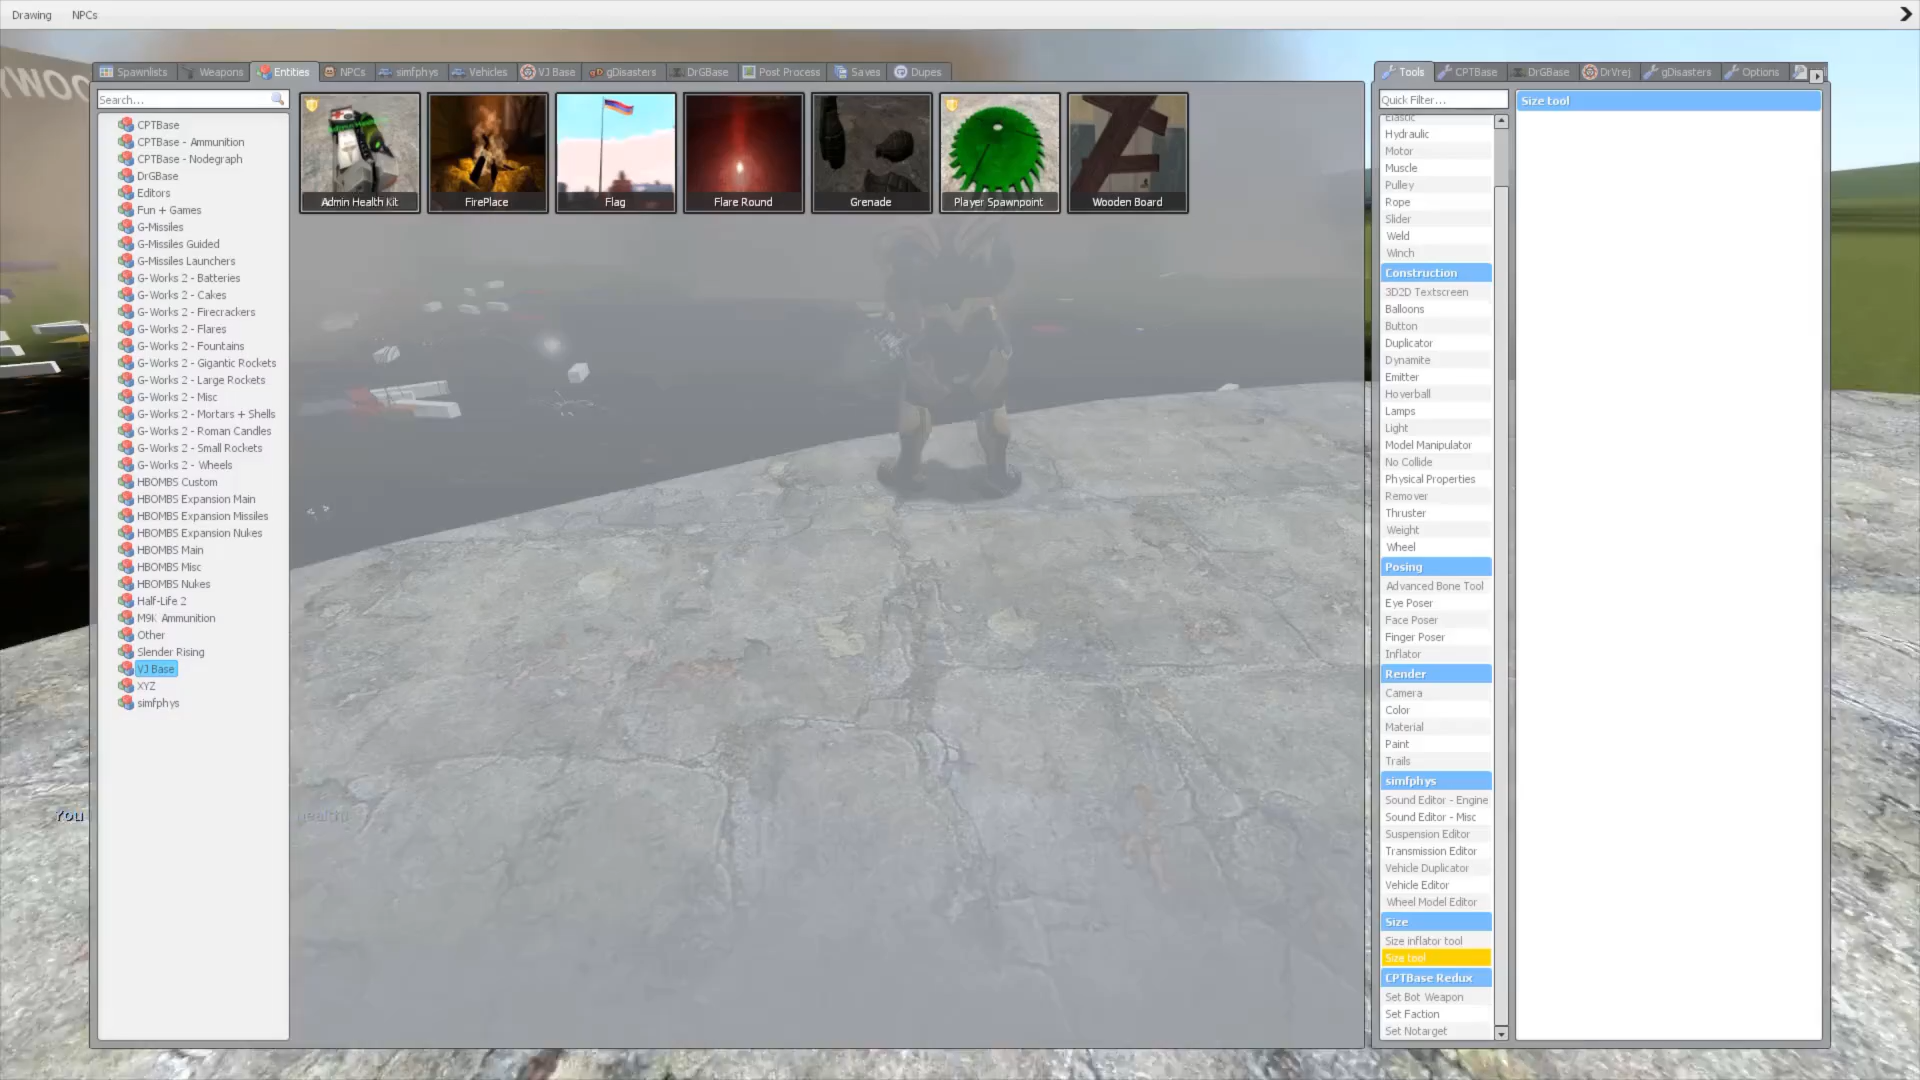 Drawing NPCs
YWOO
Spawnlists Weapons Entities NPCs simfphys Vehicles VJ Base gDisasters DrGBase Post Process Saves Dupes
Search...
CPTBase
CPTBase - Ammunition
CPTBase - Nodegraph
DrGBase
Editors
Fun + Games
G-Missiles
G-Missiles Guided
G-Missiles Launchers
G-Works 2 - Batteries
G-Works 2 - Cakes
G-Works 2 - Firecrackers
G-Works 2 - Flares
G-Works 2 - Fountains
G-Works 2 - Gigantic Rockets
G-Works 2 - Large Rockets
G-Works 2 - Misc
G-Works 2 - Mortars + Shells
G-Works 2 - Roman Candles
G-Works 2 - Small Rockets
G-Works 2 - Wheels
HBOMBS Custom
HBOMBS Expansion Main
HBOMBS Expansion Missiles
HBOMBS Expansion Nukes
HBOMBS Main
HBOMBS Misc
HBOMBS Nukes
Half-Life 2
M9K Ammunition
Other
Slender Rising
VJ Base
XYZ
simfphys
Admin Health Kit FirePlace Flag Flare Round Grenade Player Spawnpoint Wooden Board
You health
Tools CPTBase DrGBase DrVrej gDisasters Options
Quick Filter...
Elastic
Hydraulic
Motor
Muscle
Pulley
Rope
Slider
Weld
Winch
Construction
3D2D Textscreen
Balloons
Button
Duplicator
Dynamite
Emitter
Hoverball
Lamps
Light
Model Manipulator
No Collide
Physical Properties
Remover
Thruster
Weight
Wheel
Posing
Advanced Bone Tool
Eye Poser
Face Poser
Finger Poser
Inflator
Render
Camera
Color
Material
Paint
Trails
simfphys
Sound Editor - Engine
Sound Editor - Misc
Suspension Editor
Transmission Editor
Vehicle Duplicator
Vehicle Editor
Wheel Model Editor
Size
Size inflator tool
Size tool
CPTBase Redux
Set Bot Weapon
Set Faction
Set Notarget
Size tool